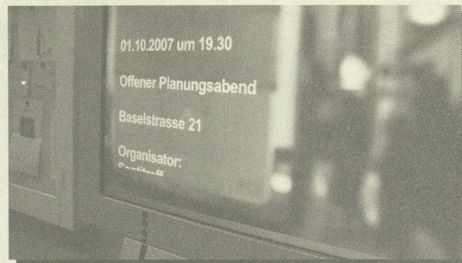 01.10.2007 um 19.30
Offener Planungsabend
Baselstrasse 21
Organisator: